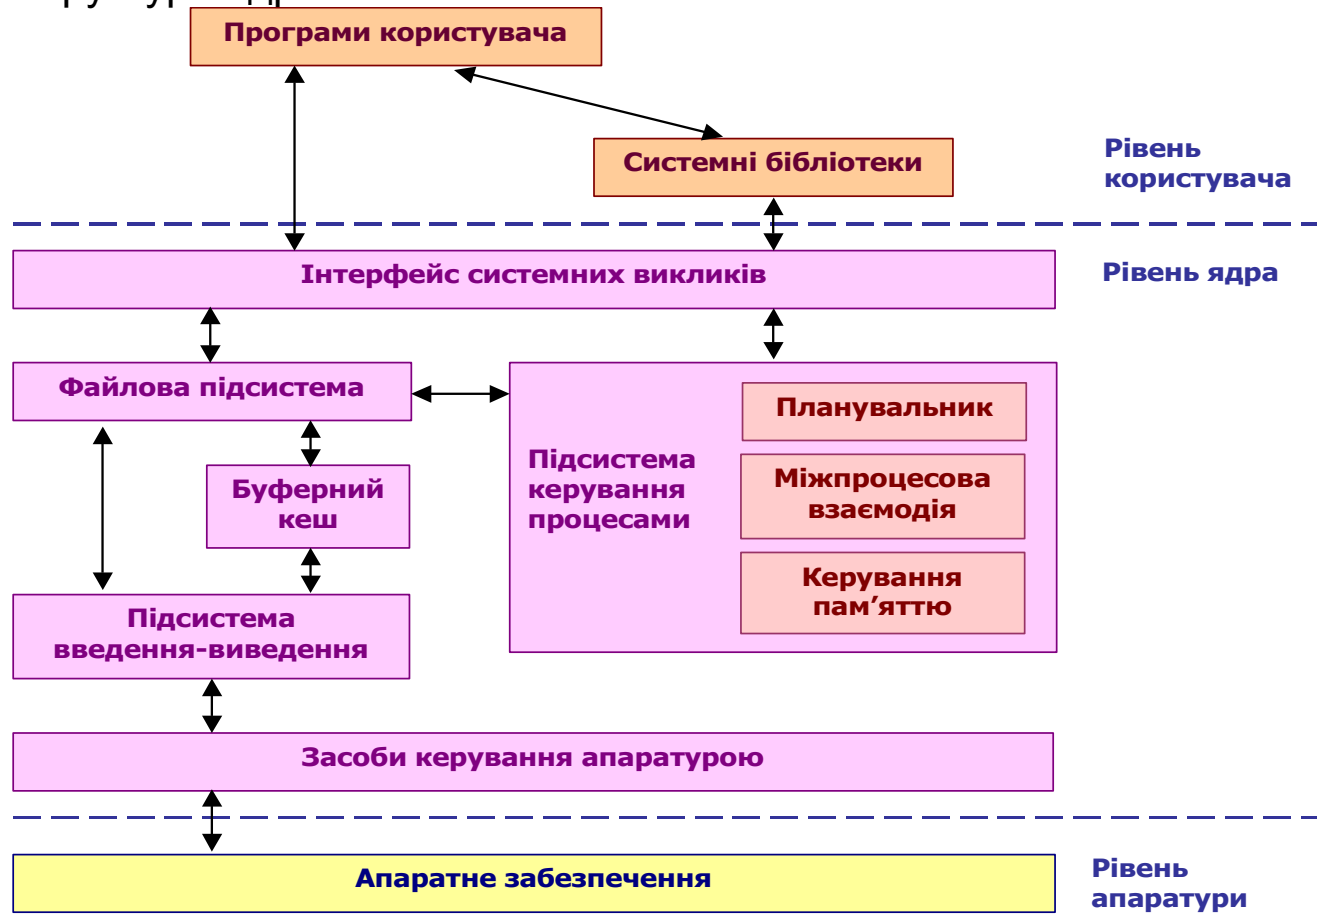 Програми користувача
Системні бібліотеки
Рівень
користувача
Інтерфейс системних викликів
Рівень ядра
Файлова підсистема
Планувальник
Підсистема
керування
процесами
Міжпроцесова
взаємодія
Буферний
кеш
Керування
пам’яттю
Підсистема
введення-виведення
Засоби керування апаратурою
Апаратне забезпечення
Рівень
апаратури